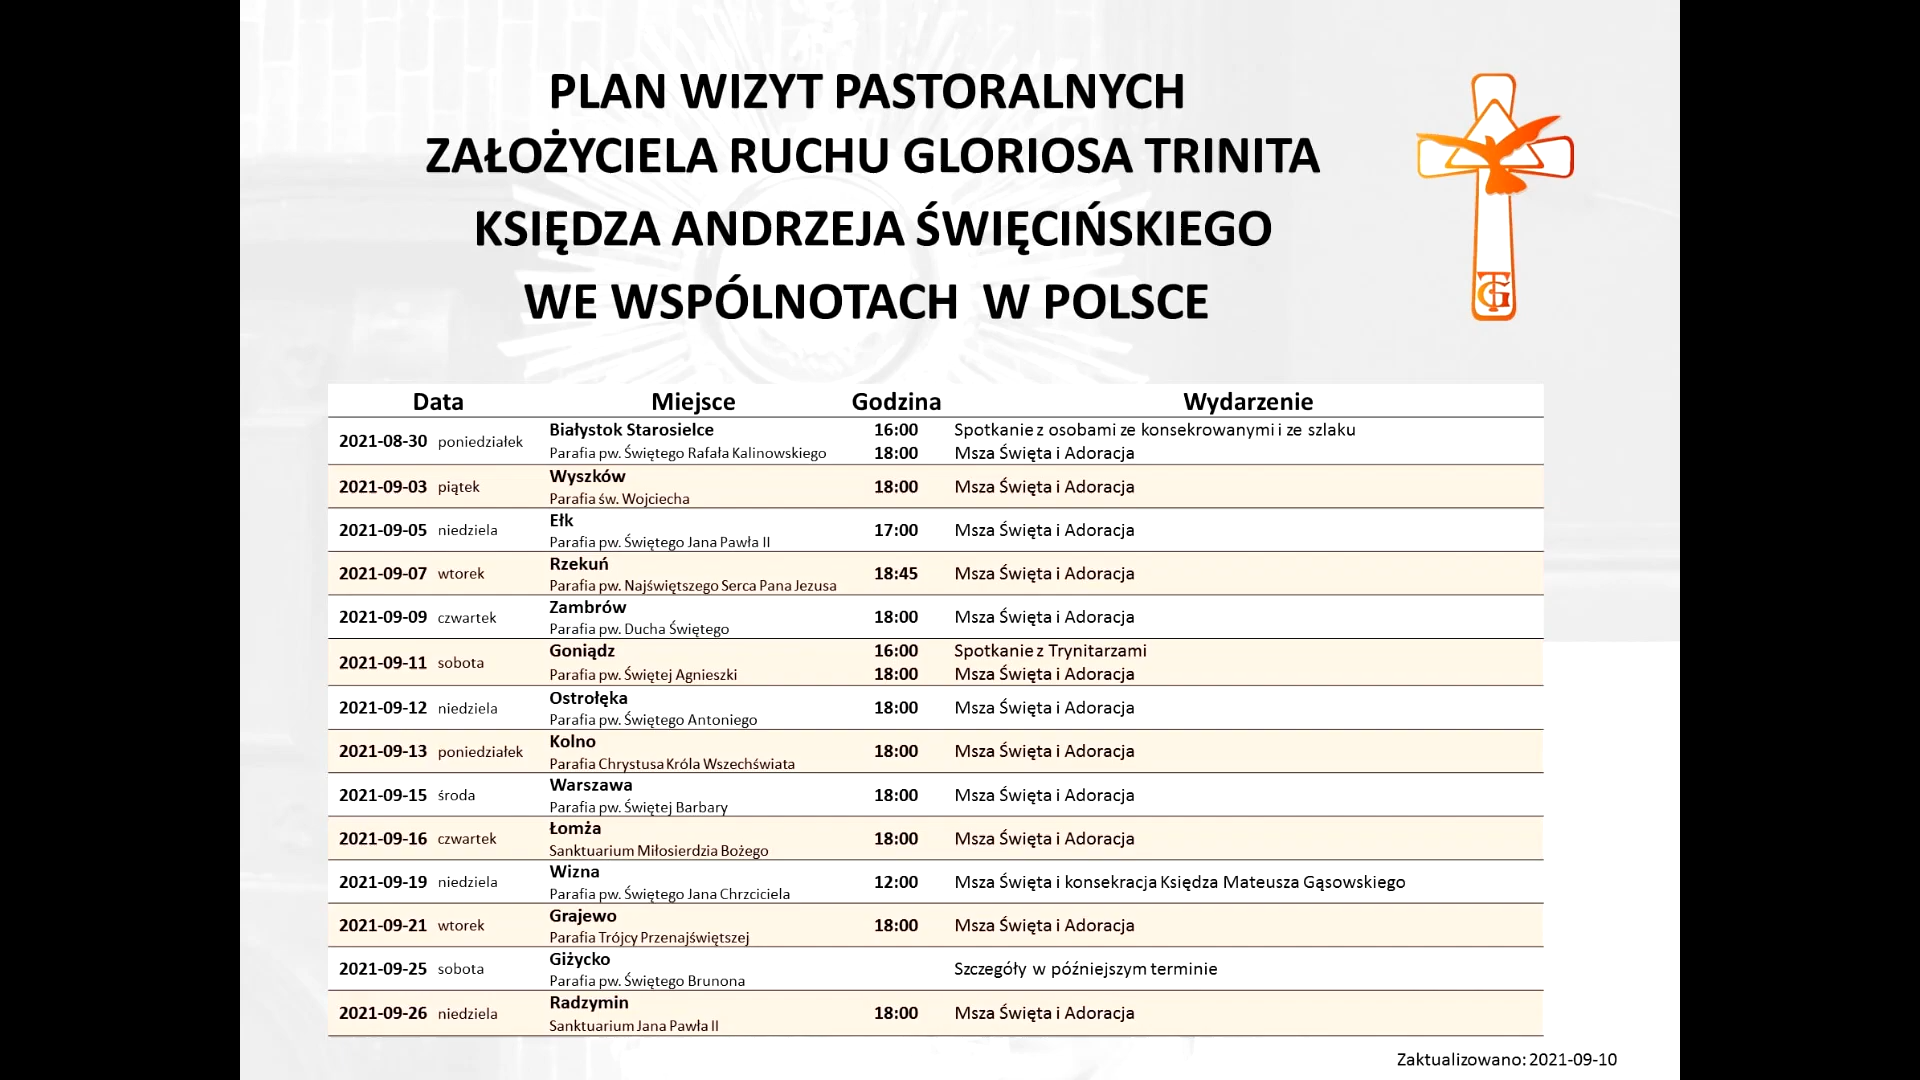 PLAN WIZYT PASTORALNYCH
ZAŁOŻYCIELA RUCHU GLORIOSA TRINITA
KSIĘDZA ANDRZEJA ŚWIĘCIŃSKIEGO
WE WSPÓLNOTACH W POLSCE
Data Miejsce Godzina Wydarzenie
2021-08-30 poniedziałek
Białystok Starosielce 16:00 Spotkanie z osobami ze konsekrowanymi i ze szlaku
Parafia pw. Świętego Rafała Kalinowskiego 18:00 Msza Święta i Adoracja
Wyszków
2021-09-03 piątek 18:00 Msza Święta i Adoracja
Parafia św. Wojciecha
Ełk
2021-09-05 niedziela 17:00 Msza Święta i Adoracja
Parafia pw. Świętego Jana Pawła II
Rzekuń
2021-09-07 wtorek 18:45 Msza Święta i Adoracja
Parafia pw. Najświętszego Serca Pana Jezusa
Zambrów
2021-09-09 czwartek 18:00 Msza Święta i Adoracja
Parafia pw. Ducha Świętego
2021-09-11 sobota
Goniądz 16:00 Spotkanie z Trynitarzami
Parafia pw. Świętej Agnieszki 18:00 Msza Święta i Adoracja
Ostrołęka
2021-09-12 niedziela 18:00 Msza Święta i Adoracja
Parafia pw. Świętego Antoniego
Kolno
2021-09-13 poniedziałek 18:00 Msza Święta i Adoracja
Parafia Chrystusa Króla Wszechświata
Warszawa
2021-09-15 środa 18:00 Msza Święta i Adoracja
Parafia pw. Świętej Barbary
Łomża
2021-09-16 czwartek 18:00 Msza Święta i Adoracja
Sanktuarium Miłosierdzia Bożego
Wizna
2021-09-19 niedziela 12:00 Msza Święta i konsekracja Księdza Mateusza Gąsowskiego
Parafia pw. Świętego Jana Chrzciciela
Grajewo
2021-09-21 wtorek 18:00 Msza Święta i Adoracja
Parafia Trójcy Przenajświętszej
Giżycko
2021-09-25 sobota Szczegóły w późniejszym terminie
Parafia pw. Świętego Brunona
Radzymin
2021-09-26 niedziela 18:00 Msza Święta i Adoracja
Sanktuarium Jana Pawła II
Zaktualizowano: 2021-09-10